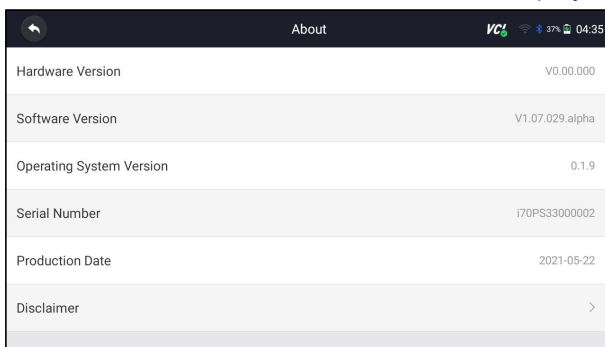 About
VCI 37% 04:35
Hardware Version V0.00.000
Software Version V1.07.029.alpha
Operating System Version 0.1.9
Serial Number i70PS33000002
Production Date 2021-05-22
Disclaimer